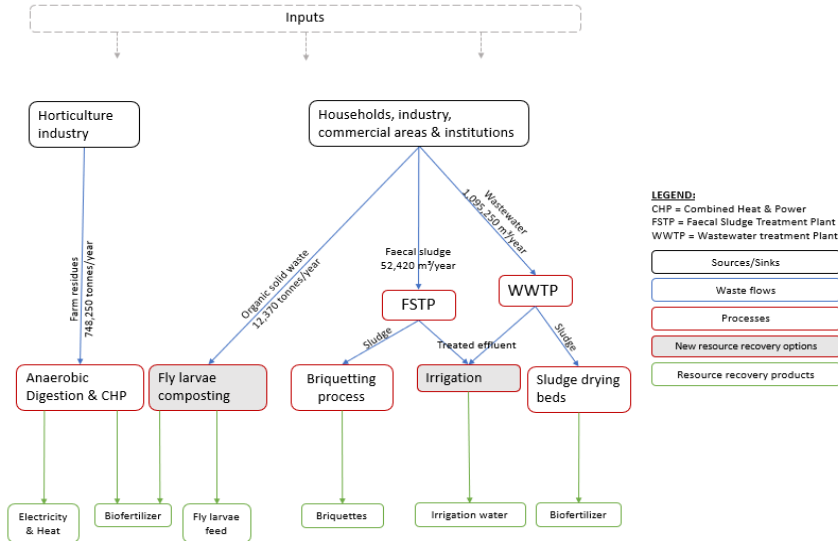 Inputs
Horticulture
industry
Households, industry,
commercial areas & institutions
Farm residues
748,250 tonnes/year
Organic solid waste
12,370 tonnes/year
Faecal sludge
52,420 m³/year
Wastewater
1,095,250 m³/year
FSTP
WWTP
Sludge
Treated effluent
Sludge
Anaerobic
Digestion & CHP
Fly larvae
composting
Briquetting
process
Irrigation
Sludge drying
beds
Electricity
& Heat
Biofertilizer
Fly larvae
feed
Briquettes
Irrigation water
Biofertilizer
LEGEND:
CHP = Combined Heat & Power
FSTP = Faecal Sludge Treatment Plant
WWTP = Wastewater treatment Plant
Sources/Sinks
Waste flows
Processes
New resource recovery options
Resource recovery products